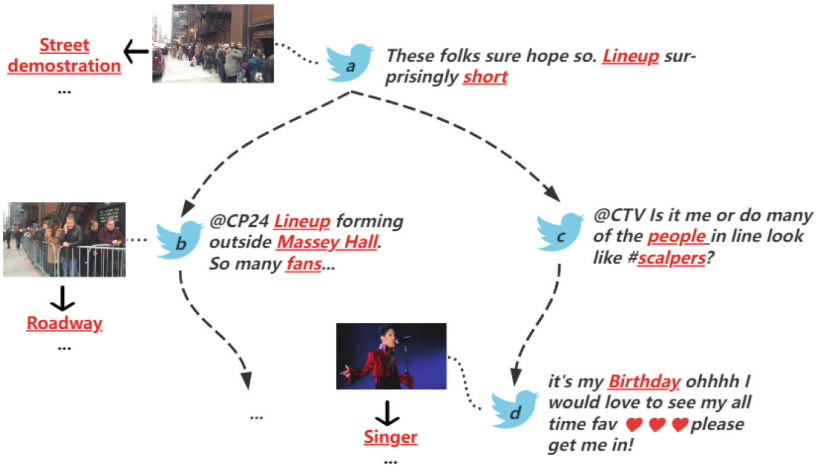 Street
demostration
...
a
These folks sure hope so. Lineup sur-
prisingly short
b
@CP24 Lineup forming
outside Massey Hall.
So many fans...
c
@CTV Is it me or do many
of the people in line look
like #scalpers?
Roadway
...
...
Singer
...
d
it's my Birthday ohhhh I
would love to see my all
time fav ♥ ♥ ♥ please
get me in!